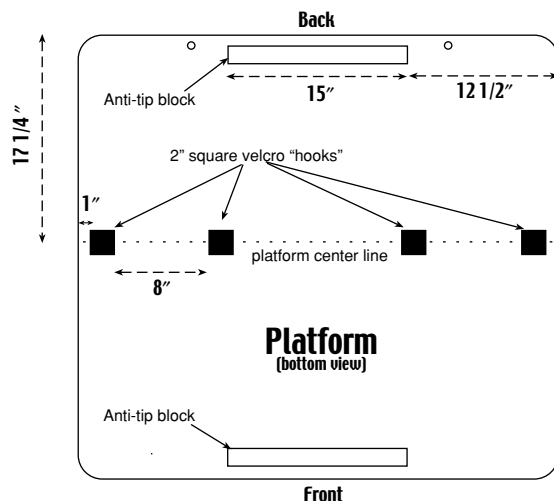 Back
17 1/4 ″
Anti-tip block
15″
12 1/2″
2” square velcro “hooks”
1″
platform center line
8″
Platform
(bottom view)
Anti-tip block
Front